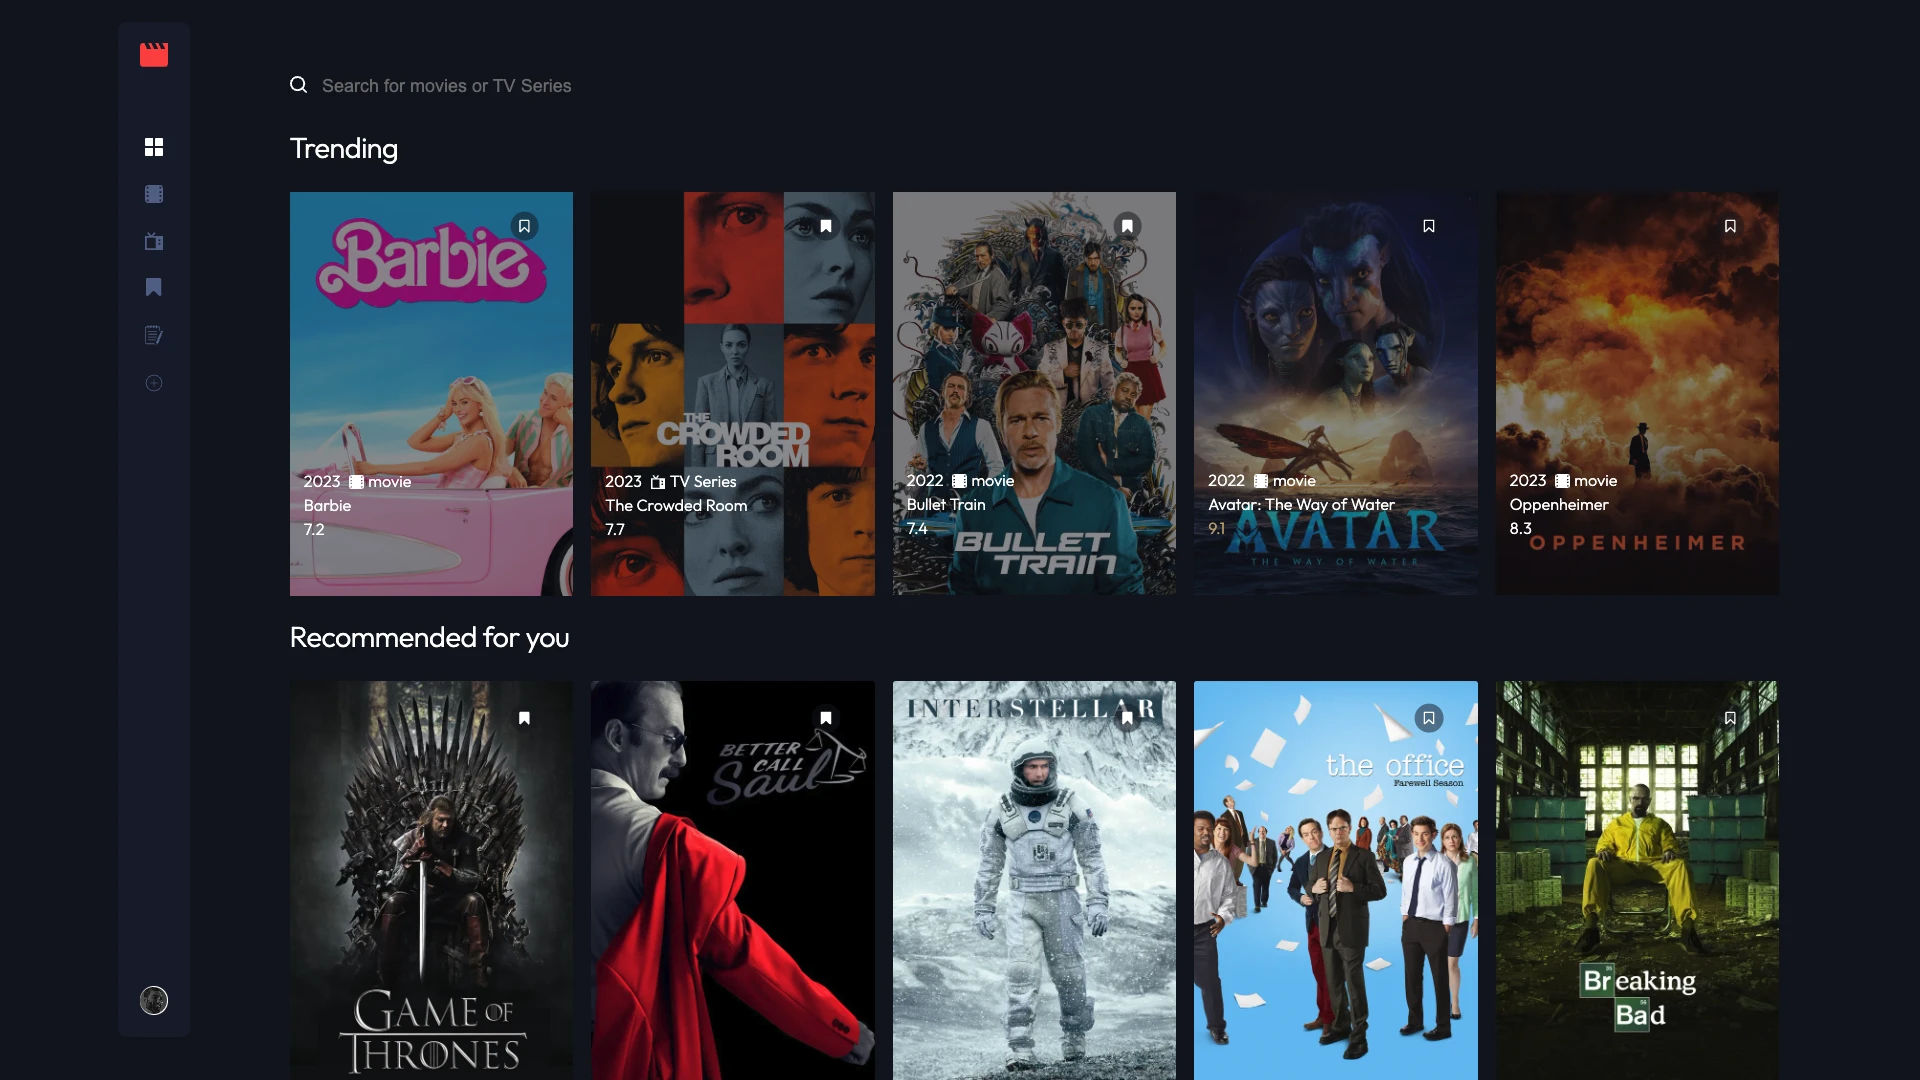 Search for movies or TV Series
Trending
Barbie
2023 movie
Barbie
7.2
THE
CROWDED
ROOM
2023 TV Series
The Crowded Room
7.7
2022 movie
Bullet Train
7.4
BULLET
TRAIN
2022 movie
Avatar: The Way of Water
9.1
AVATAR
THE WAY OF WATER
2023 movie
Oppenheimer
8.3
OPPENHEIMER
Recommended for you
GAME OF
THRONES
BETTER
CALL
Saul
INTERSTELLAR
the office
Farewell Season
Breaking
Bad